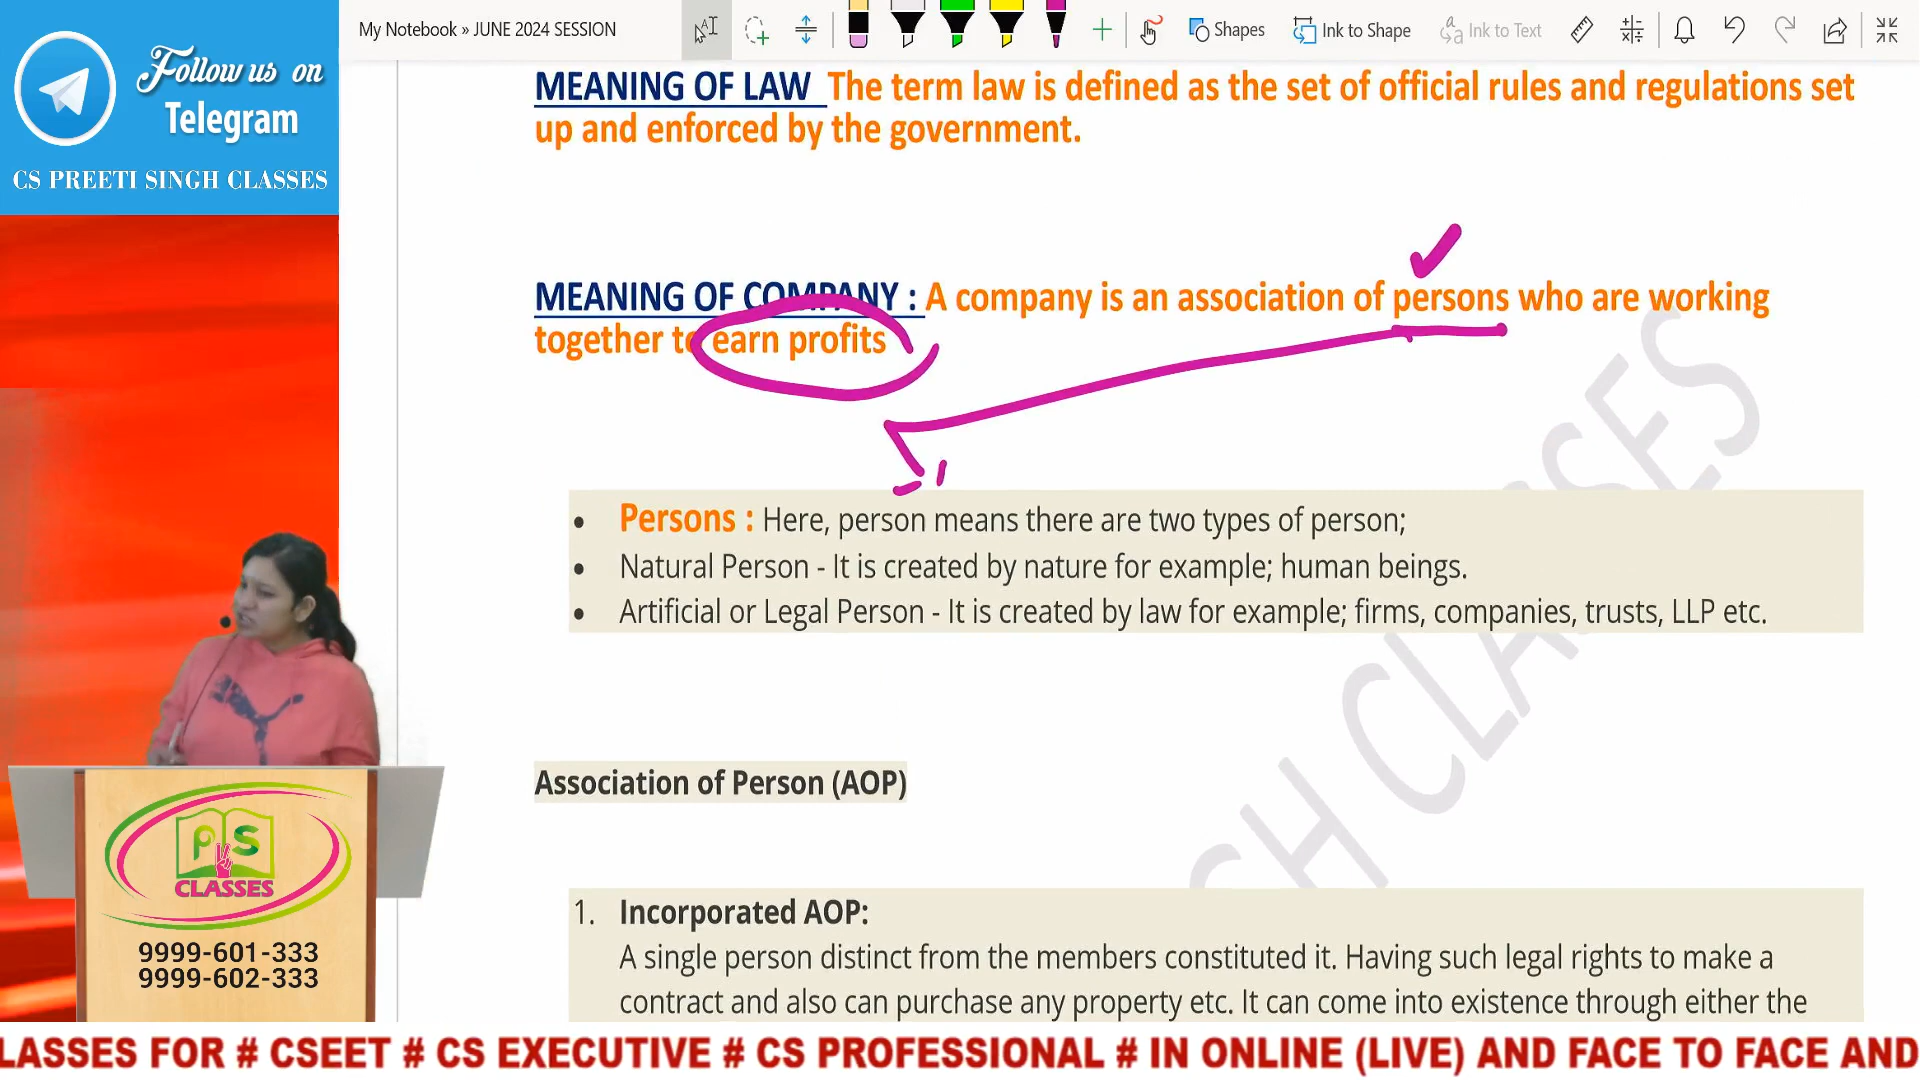 My Notebook » JUNE 2024 SESSION
Shapes
Ink to Shape
Ink to Text
Follow us on
Telegram
CS PREETI SINGH CLASSES
MEANING OF LAW The term law is defined as the set of official rules and regulations set
up and enforced by the government.
MEANING OF COMPANY : A company is an association of persons who are working
together to earn profits
• Persons : Here, person means there are two types of person;
• Natural Person - It is created by nature for example; human beings.
• Artificial or Legal Person - It is created by law for example; firms, companies, trusts, LLP etc.
Association of Person (AOP)
1. Incorporated AOP:
A single person distinct from the members constituted it. Having such legal rights to make a
contract and also can purchase any property etc. It can come into existence through either the
PS
CLASSES
9999-601-333
9999-602-333
SH CLASSES
LASSES FOR # CSEET # CS EXECUTIVE # CS PROFESSIONAL # IN ONLINE (LIVE) AND FACE TO FACE AND